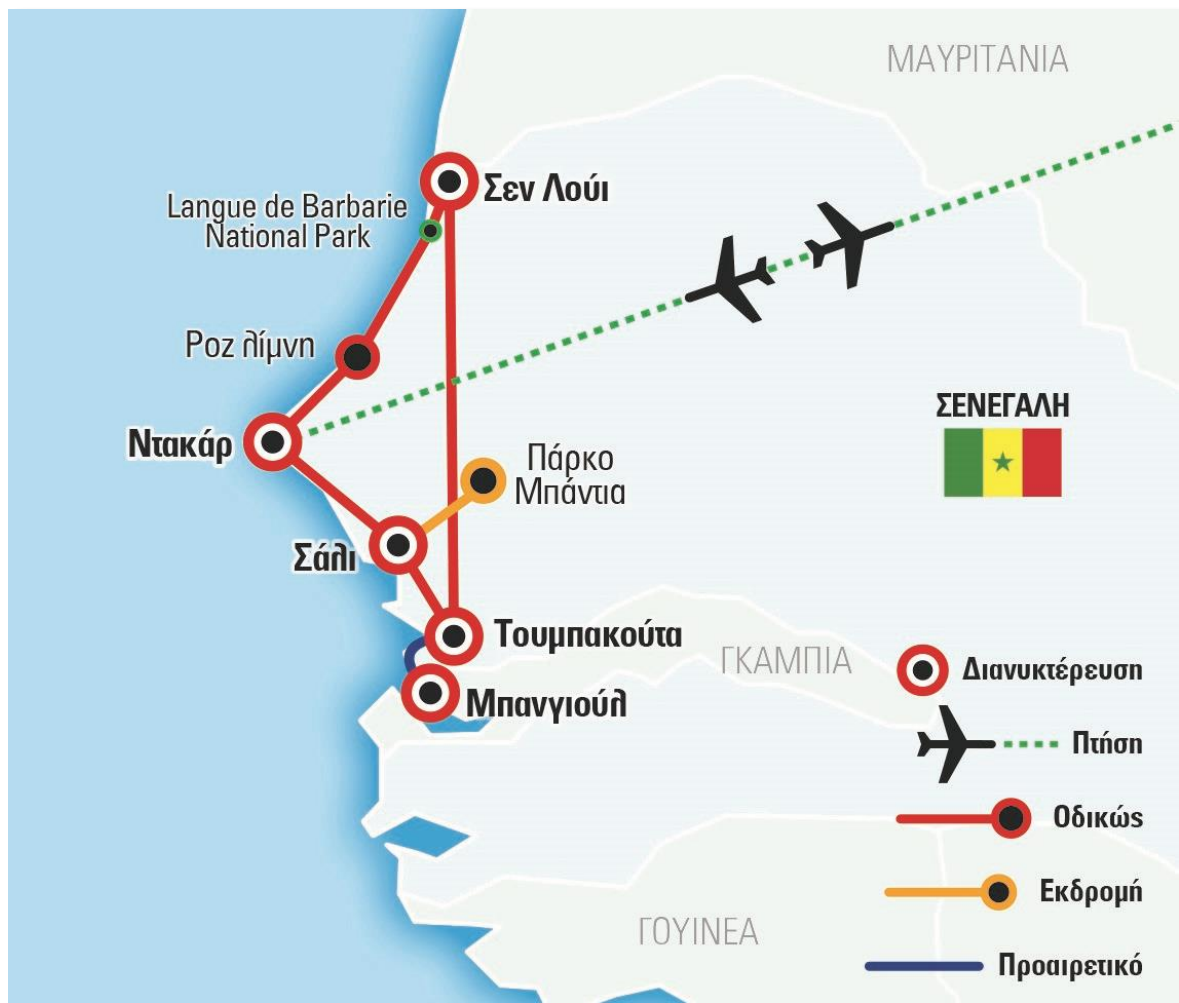 ΜΑΥΡΙΤΑΝΙΑ
Σεν Λούι
Langue de Barbarie
National Park
Ροζ λίμνη
ΣΕΝΕΓΑΛΗ
Ντακάρ
Πάρκο
Μπάντια
Σάλι
Τουμπακούτα
ΓΚΑΜΠΙΑ
Μπανγιούλ
Διανυκτέρευση
Πτήση
Οδικώς
Εκδρομή
ΓΟΥΙΝΕΑ
Προαιρετικό